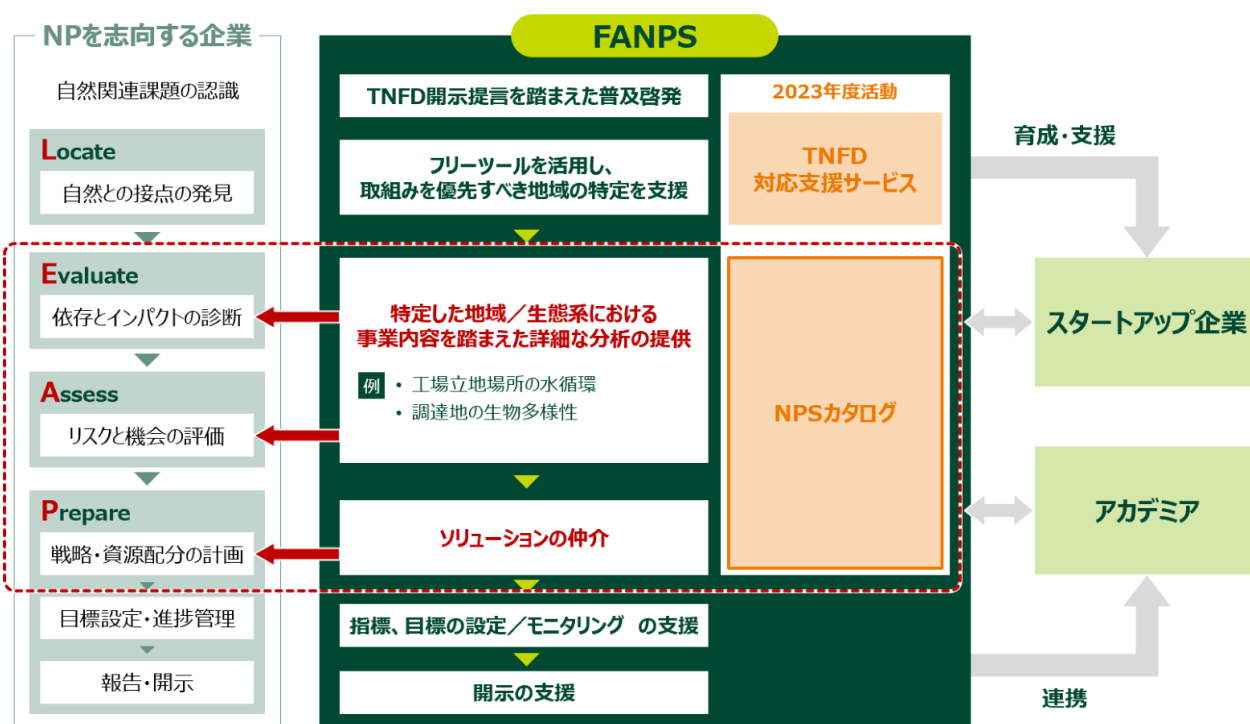 NPを志向する企業
自然関連課題の認識
Locate
自然との接点の発見
Evaluate
依存とインパクトの診断
Assess
リスクと機会の評価
Prepare
戦略・資源配分の計画
目標設定・進捗管理
報告・開示
FANPS
TNFD開示提言を踏まえた普及啓発
フリーツールを活用し、
取組みを優先すべき地域の特定を支援
特定した地域／生態系における
事業内容を踏まえた詳細な分析の提供
例 • 工場立地場所の水循環
• 調達地の生物多様性
ソリューションの仲介
指標、目標の設定／モニタリング の支援
開示の支援
2023年度活動
TNFD
対応支援サービス
NPSカタログ
育成・支援
スタートアップ企業
アカデミア
連携